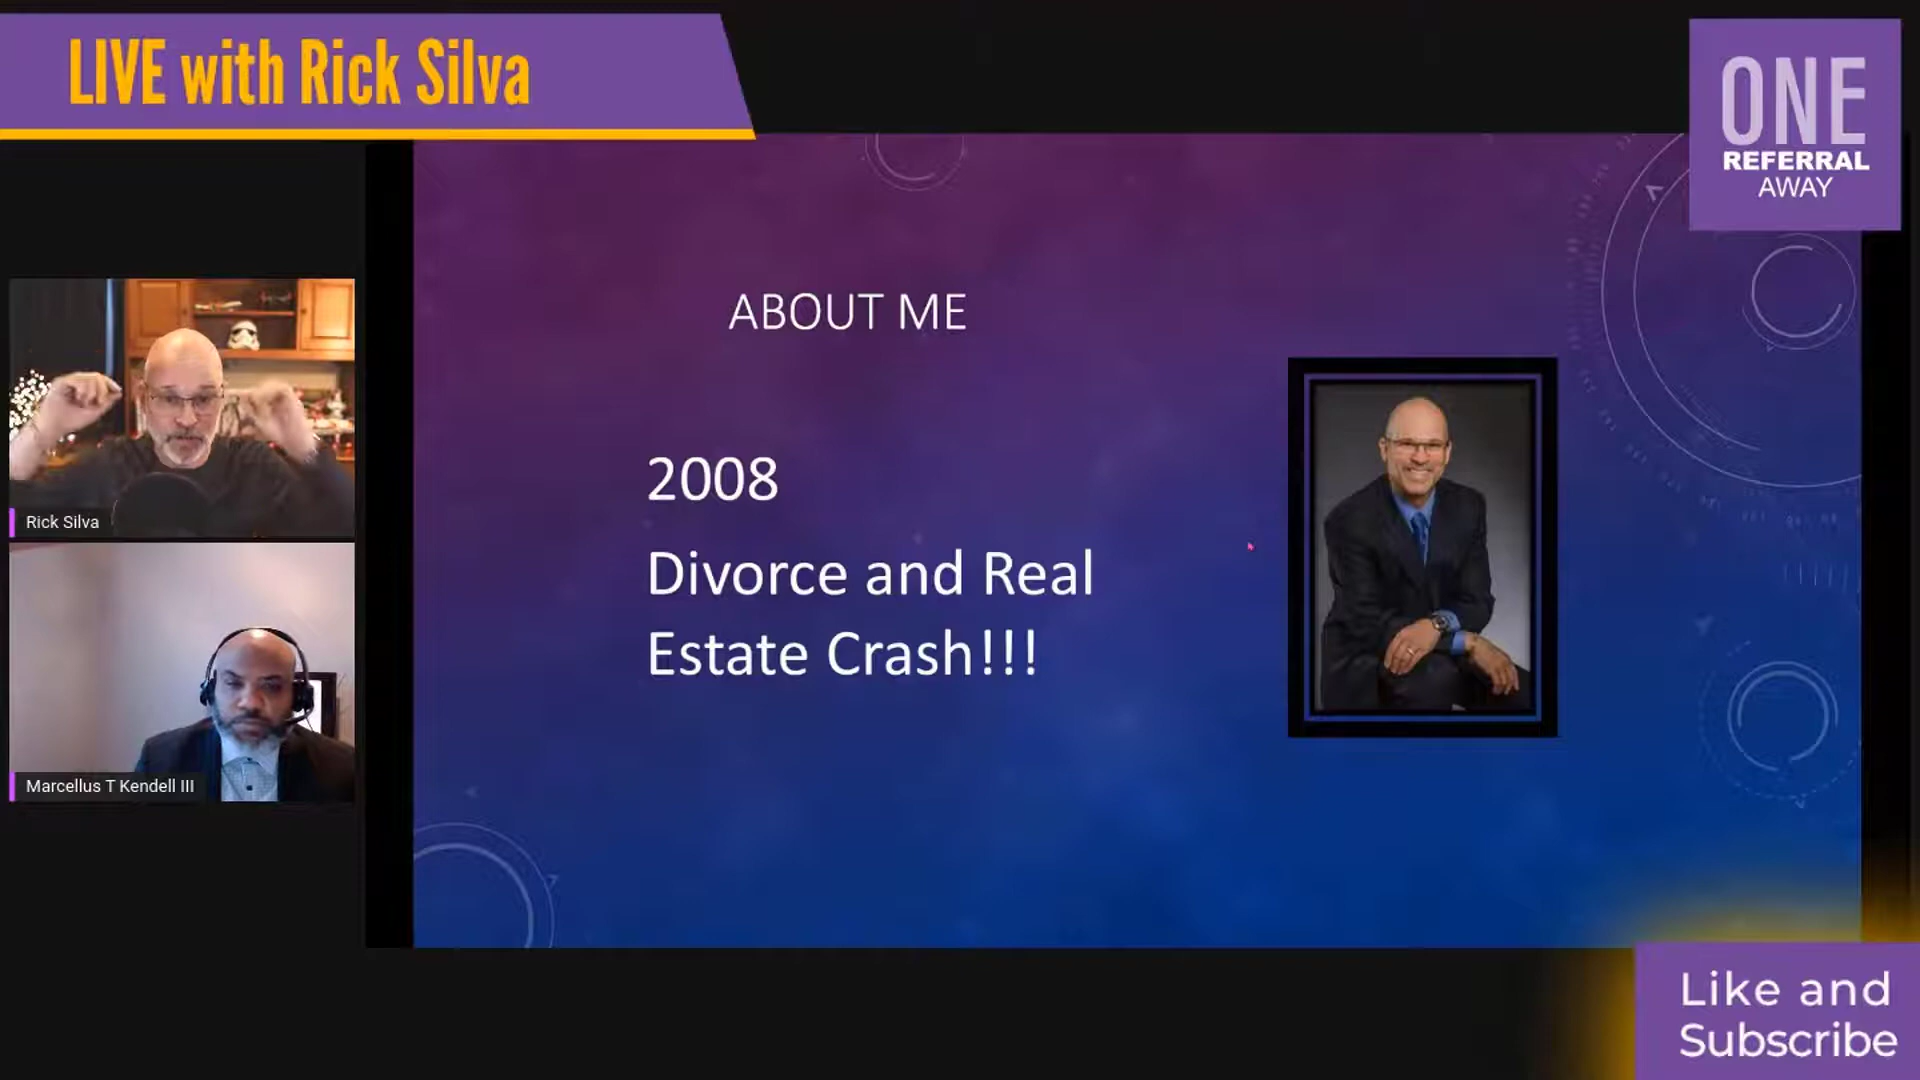 LIVE with Rick Silva
ONE
REFERRAL
AWAY
ABOUT ME
2008
Divorce and Real
Estate Crash!!!
Rick Silva
Marcellus T Kendell III
Like and
Subscribe